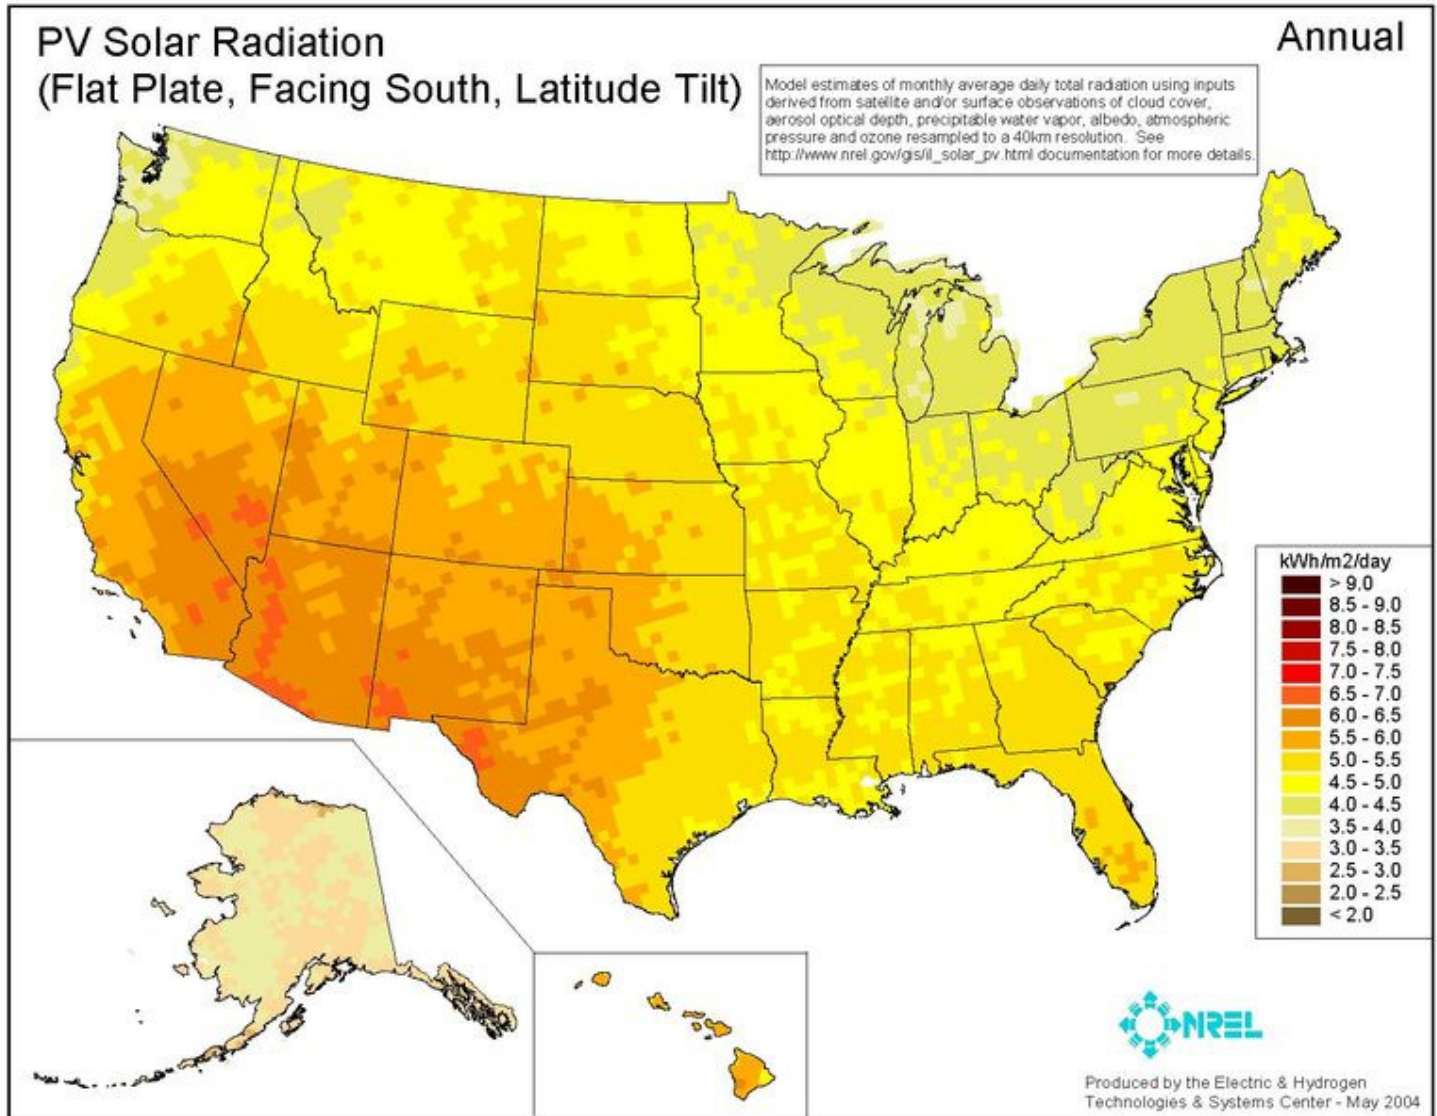 PV Solar Radiation
(Flat Plate, Facing South, Latitude Tilt)
Annual
Model estimates of monthly average daily total radiation using inputs
derived from satellite and/or surface observations of cloud cover,
aerosol optical depth, precipitable water vapor, albedo, atmospheric
pressure and ozone resampled to a 40km resolution. See
http://www.nrel.gov/gis/il_solar_pv.html documentation for more details.
kWh/m2/day
> 9.0
8.5 - 9.0
8.0 - 8.5
7.5 - 8.0
7.0 - 7.5
6.5 - 7.0
6.0 - 6.5
5.5 - 6.0
5.0 - 5.5
4.5 - 5.0
4.0 - 4.5
3.5 - 4.0
3.0 - 3.5
2.5 - 3.0
2.0 - 2.5
< 2.0
NREL
Produced by the Electric & Hydrogen
Technologies & Systems Center - May 2004